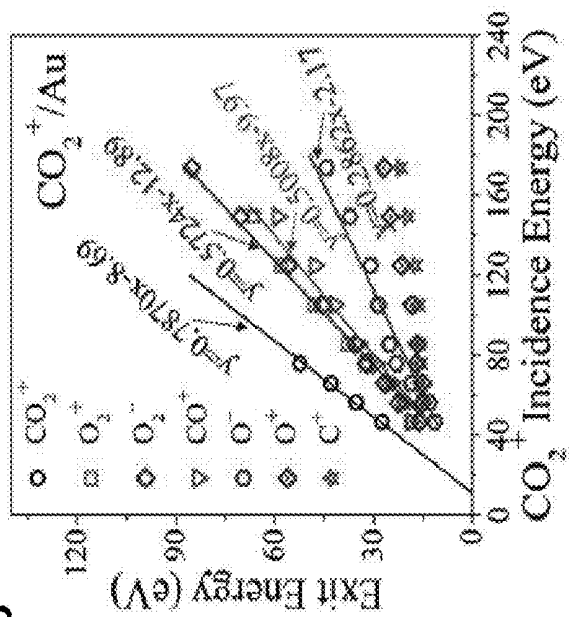 CO2+/Au
CO2+
O2+
O2-
CO+
O-
O+
C+
y=0.7870x-8.69
y=0.5724x-12.89
y=0.5008x-9.97
y=0.3862x-2.17
120
90
60
30
Exit Energy (eV)
0
40
80
120
160
200
240
CO2+ Incidence Energy (eV)